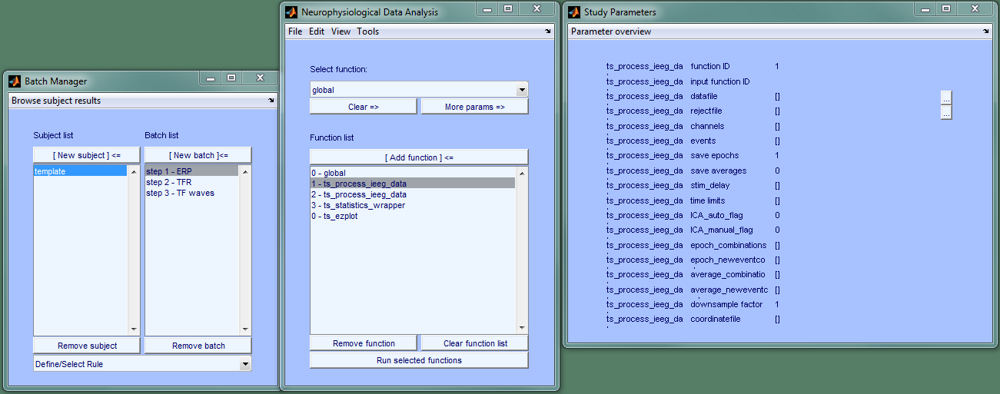 Batch Manager
Browse subject results
Subject list Batch list
[ New subject ] <= [ New batch ]<=
template step 1 - ERP
step 2 - TFR
step 3 - TF waves
Remove subject Remove batch
Define/Select Rule
Neurophysiological Data Analysis
File Edit View Tools
Select function:
global
Clear => More params =>
Function list
[ Add function ] <=
0 - global
1 - ts_process_ieeg_data
2 - ts_process_ieeg_data
3 - ts_statistics_wrapper
0 - ts_ezplot
Remove function Clear function list
Run selected functions
Study Parameters
Parameter overview
ts_process_ieeg_da function ID 1
ts_process_ieeg_da input function ID
ts_process_ieeg_da datafile [] ...
ts_process_ieeg_da rejectfile [] ...
ts_process_ieeg_da channels []
ts_process_ieeg_da events []
ts_process_ieeg_da save epochs 1
ts_process_ieeg_da save averages 0
ts_process_ieeg_da stim_delay []
ts_process_ieeg_da time limits []
ts_process_ieeg_da ICA_auto_flag 0
ts_process_ieeg_da ICA_manual_flag 0
ts_process_ieeg_da epoch_combinations []
ts_process_ieeg_da epoch_neweventco []
ts_process_ieeg_da average_combinatio []
ts_process_ieeg_da average_neweventc []
ts_process_ieeg_da downsample factor 1
ts_process_ieeg_da coordinatefile []